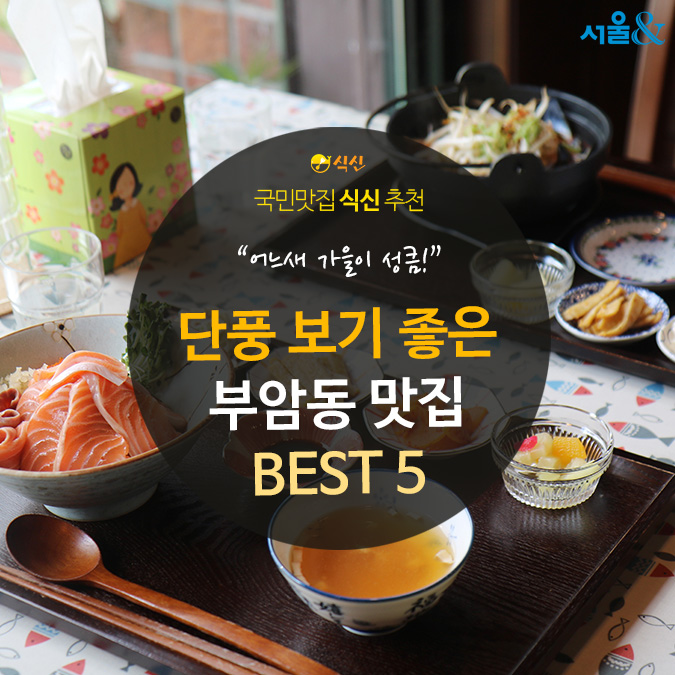 서울&
식신
국민맛집 식신 추천
“어느새 가을이 성큼!”
단풍 보기 좋은
부암동 맛집
BEST 5